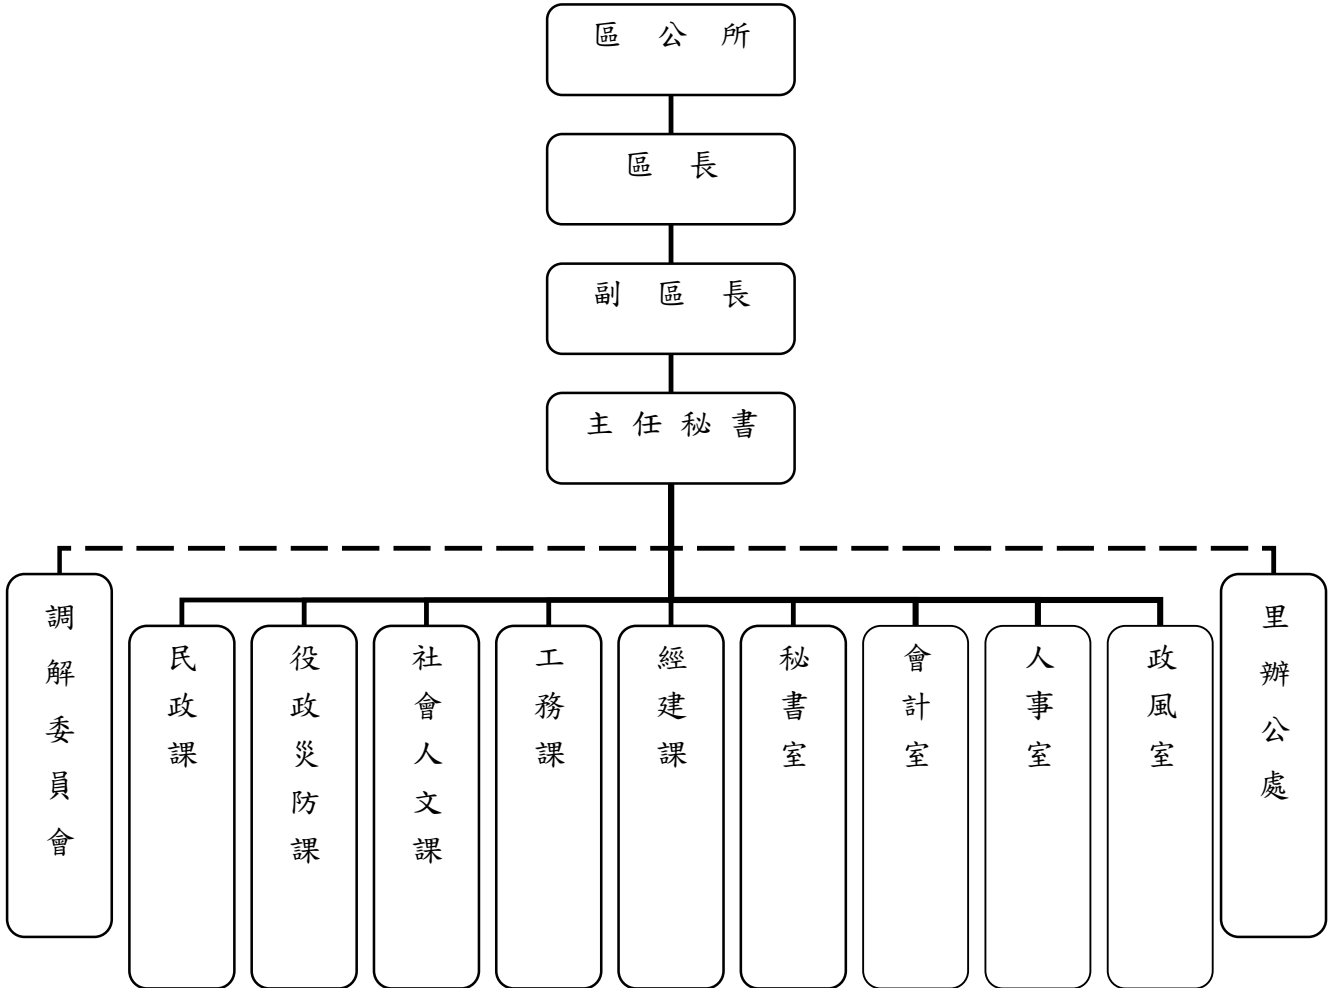 區公所
區長
副區長
主任秘書
調解委員會
民政課
役政災防課
社會人文課
工務課
經建課
秘書室
會計室
人事室
政風室
里辦公處